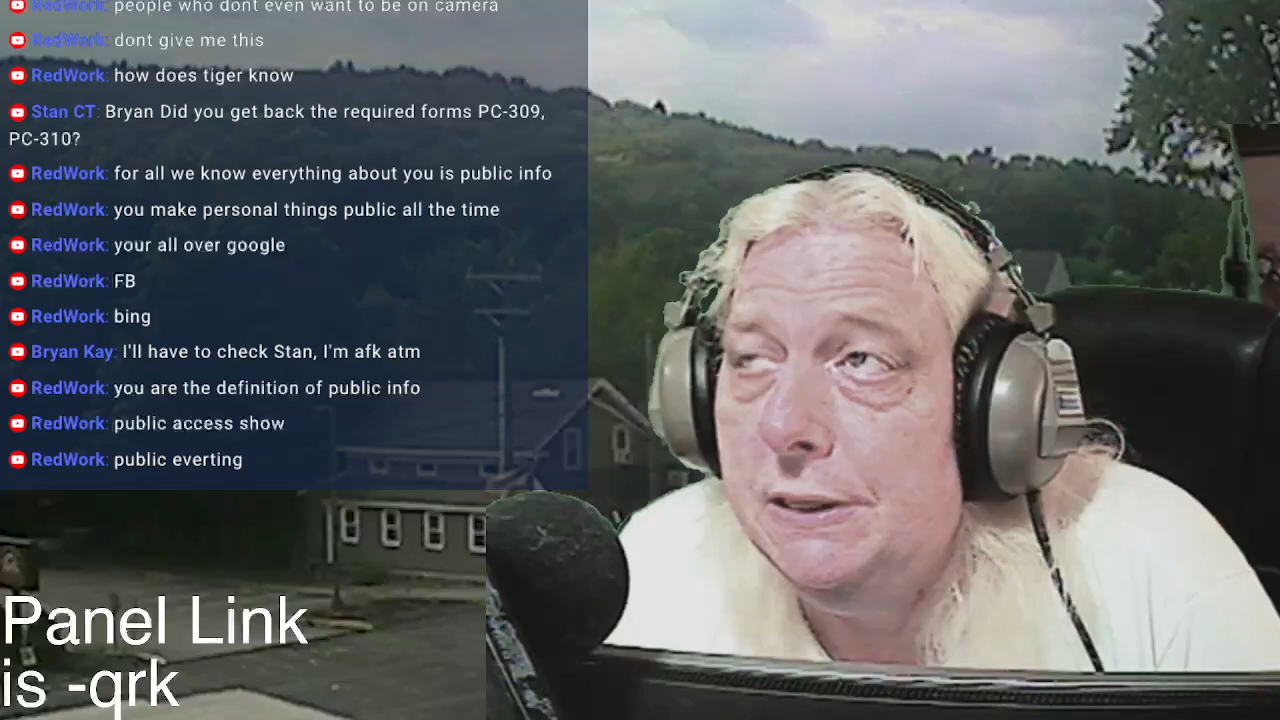 RedWork: people who dont even want to be on camera
RedWork: dont give me this
RedWork: how does tiger know
Stan CT: Bryan Did you get back the required forms PC-309,
PC-310?
RedWork: for all we know everything about you is public info
RedWork: you make personal things public all the time
RedWork: your all over google
RedWork: FB
RedWork: bing
Bryan Kay: I'll have to check Stan, I'm afk atm
RedWork: you are the definition of public info
RedWork: public access show
RedWork: public everting
Panel Link
is -qrk